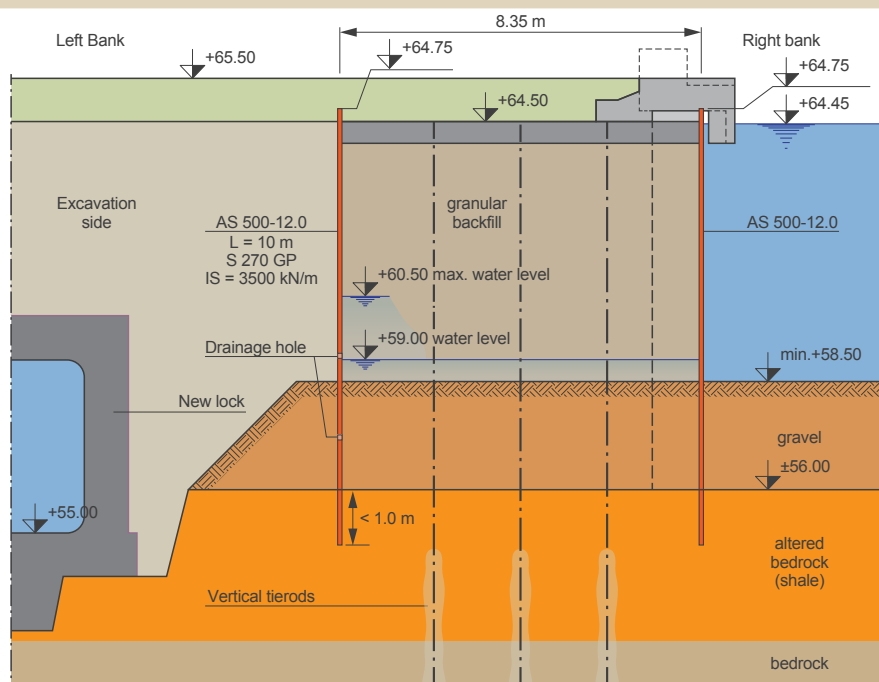 8.35 m
Left Bank
+65.50
+64.75
Right bank
+64.75
+64.45
+64.50
Excavation
side
AS 500-12.0
L = 10 m
S 270 GP
IS = 3500 kN/m
granular
backfill
AS 500-12.0
+60.50 max. water level
Drainage hole
+59.00 water level
min.+58.50
New lock
gravel
±56.00
+55.00
< 1.0 m
altered
bedrock
(shale)
Vertical tierods
bedrock